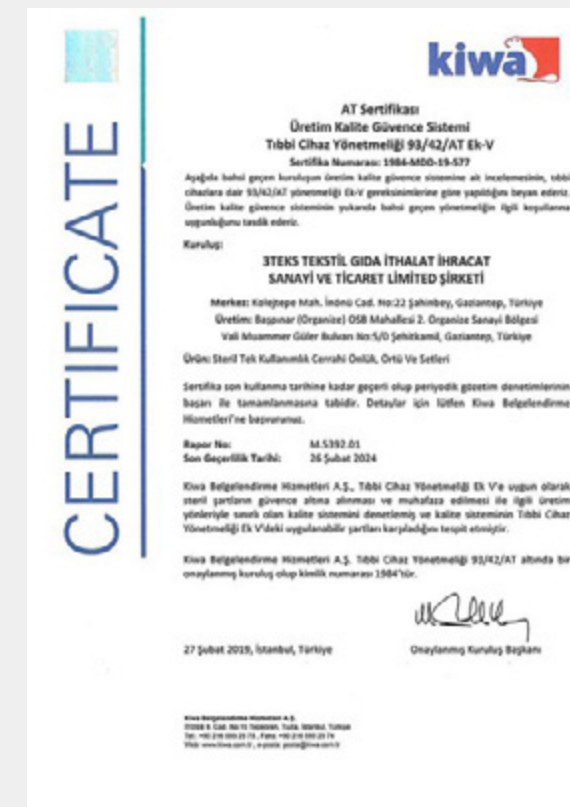 CERTIFICATE
kiwa
AT Sertifikası
Üretim Kalite Güvence Sistemi
Tıbbi Cihaz Yönetmeliği 93/42/AT Ek-V
Sertifika Numarası: 1984-MDD-19-577
Aşağıda bahsi geçen kuruluşun üretim kalite güvence sistemine ait incelemesinin, tıbbi
cihazlara dair 93/42/AT yönetmeliği Ek-V gereksinimlerine göre yapıldığını beyan ederiz.
Üretim kalite güvence sisteminin yukarıda bahsi geçen yönetmeliğin ilgili koşullarına
uygunluğunu tasdik ederiz.
Kuruluş:
3TEKS TEKSTİL GIDA İTHALAT İHRACAT
SANAYİ VE TİCARET LİMİTED ŞİRKETİ
Merkez: Kolejtepe Mah. İnönü Cad. No:22 Şahinbey, Gaziantep, Türkiye
Üretim: Başpınar (Organize) OSB Mahallesi 2. Organize Sanayi Bölgesi
Vali Muammer Güler Bulvarı No:5/0 Şehitkamil, Gaziantep, Türkiye
Ürün: Steril Tek Kullanımlık Cerrahi Önlük, Örtü Ve Setleri
Sertifika son kullanma tarihine kadar geçerli olup periyodik gözetim denetimlerinin
başarı ile tamamlanmasına tabidir. Detaylar için lütfen Kiwa Belgelendirme
Hizmetleri'ne başvurunuz.
Rapor No: M.5392.01
Son Geçerlilik Tarihi: 26 Şubat 2024
Kiwa Belgelendirme Hizmetleri A.Ş., Tıbbi Cihaz Yönetmeliği Ek V'e uygun olarak
steril şartların güvence altına alınması ve muhafaza edilmesi ile ilgili üretim
yönleriyle sınırlı olan kalite sistemini denetlemiş ve kalite sisteminin Tıbbi Cihaz
Yönetmeliği Ek V'deki uygulanabilir şartları karşıladığını tespit etmiştir.
Kiwa Belgelendirme Hizmetleri A.Ş. Tıbbi Cihaz Yönetmeliği 93/42/AT altında bir
onaylanmış kuruluş olup kimlik numarası 1984'tür.
27 Şubat 2019, İstanbul, Türkiye
Onaylanmış Kuruluş Başkanı
Kiwa Belgelendirme Hizmetleri A.Ş.